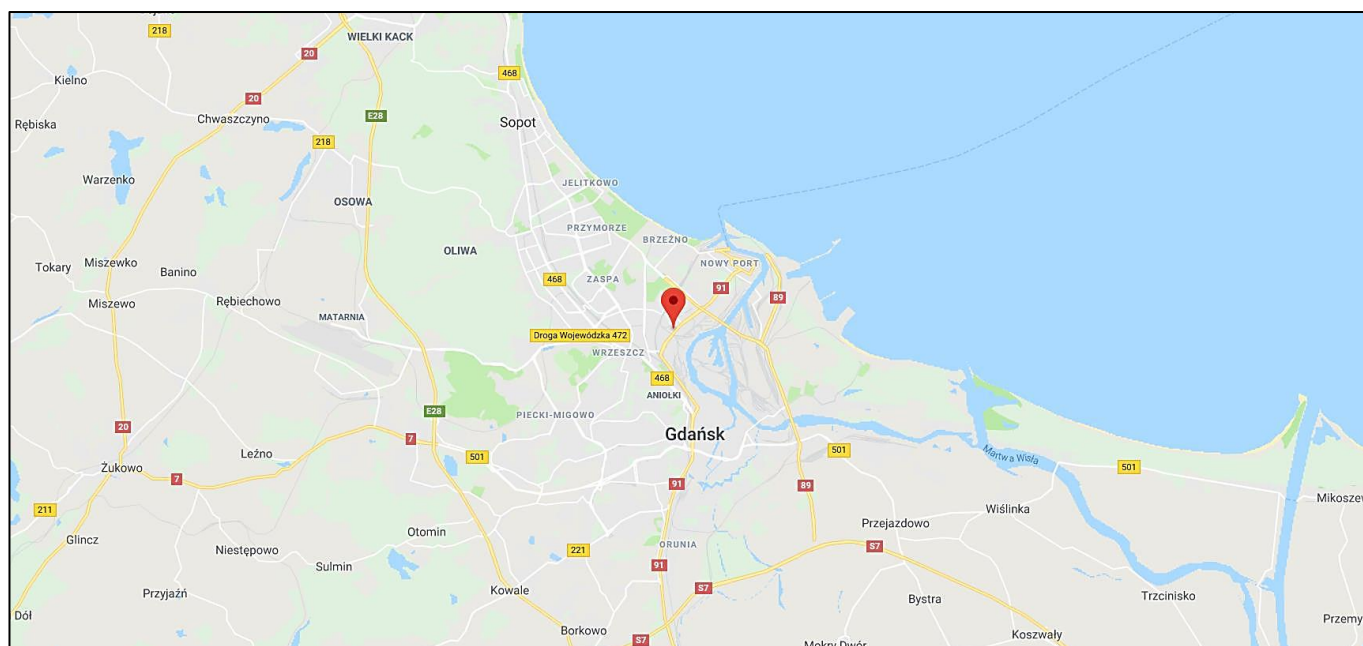 218
WIELKI KACK
20
468
Kielno
20
Chwaszczyno
E28
Rębiska
Sopot
218
Warzenko
JELITKOWO
OSOWA
PRZYMORZE
BRZEŹNO
OLIWA
Tokary
Miszewko
Banino
NOWY PORT
468
ZASPA
91
89
Miszewo
Rębiechowo
MATARNIA
Droga Wojewódzka 472
WRZESZCZ
468
ANIOŁKI
E28
PIECKI-MIGOWO
20
7
Gdańsk
Leźno
501
501
Martwa Wisła
501
Żukowo
7
91
89
Mikoszew
211
Wiślinka
Przejazdowo
Glincz
Otomin
Niestępowo
221
ORUNIA
S7
Sulmin
91
S7
Przyjaźń
Kowale
Bystra
Trzcinisko
Dół
Przemy
Borkowo
S7
Koszwały
Mokry Dwór